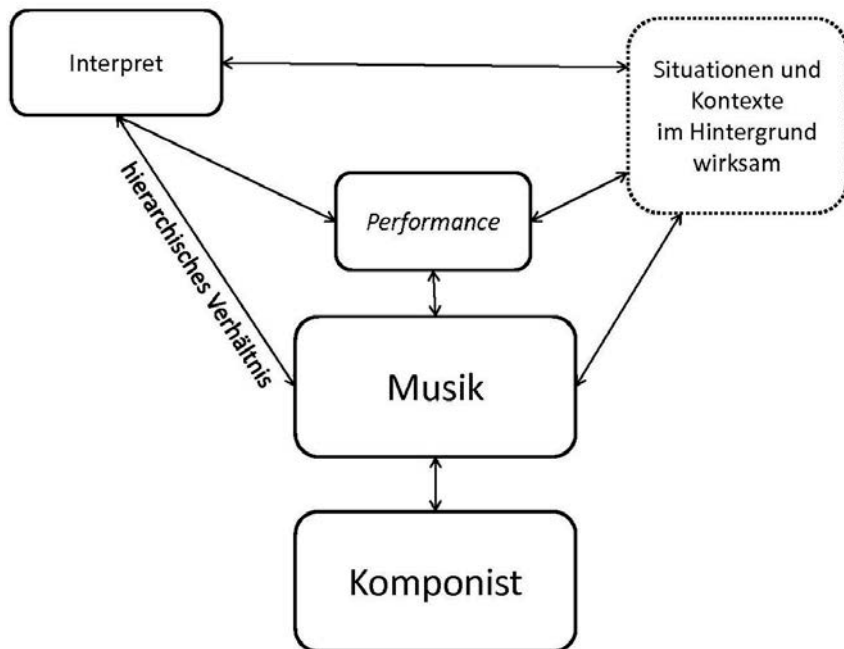 Interpret
Situationen und
Kontexte
im Hintergrund
wirksam
hierarchisches Verhältnis
Performance
Musik
Komponist